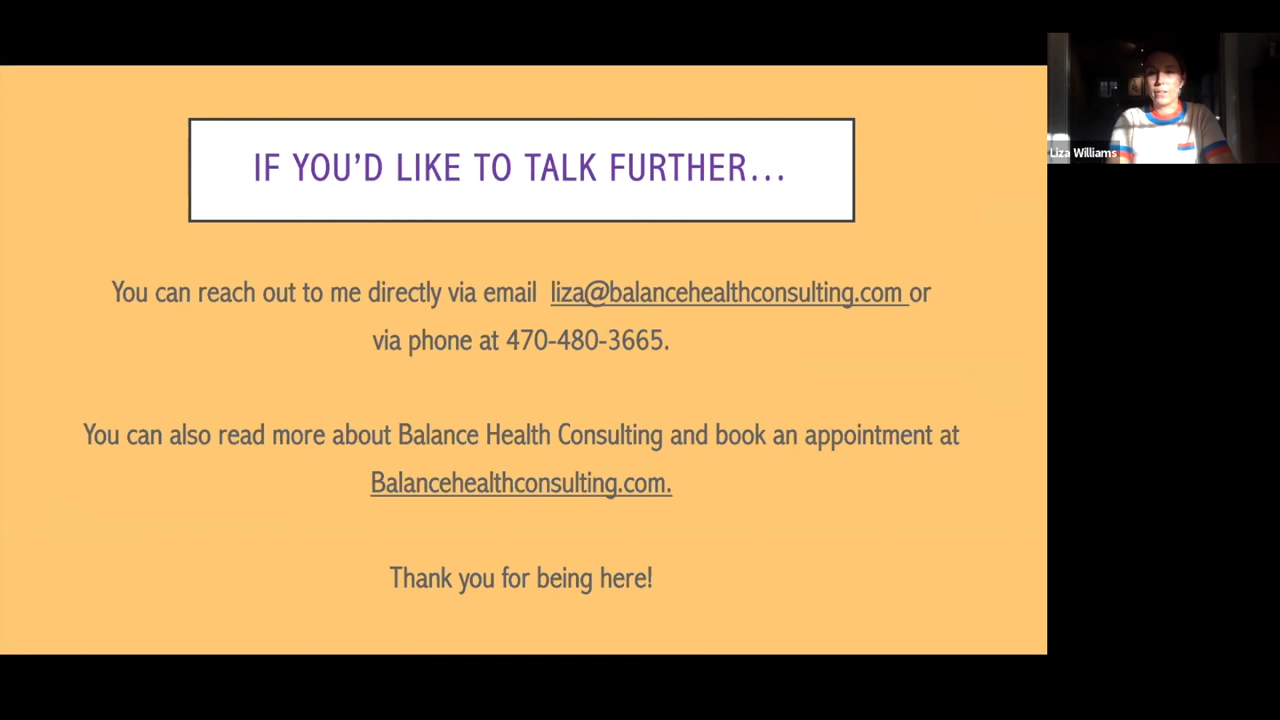 IF YOU'D LIKE TO TALK FURTHER...
Liza Williams
You can reach out to me directly via email liza@balancehealthconsulting.com or
via phone at 470-480-3665.
You can also read more about Balance Health Consulting and book an appointment at
Balancehealthconsulting.com.
Thank you for being here!